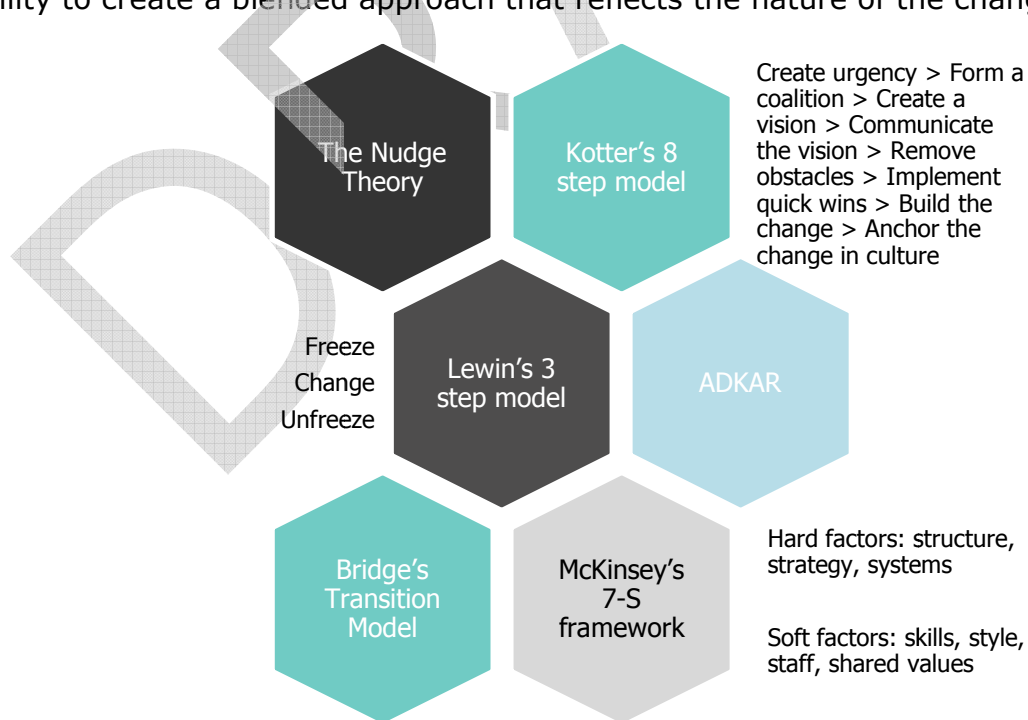 ility to create a blended approach that reflects the nature of the chang
The Nudge
Theory
Kotter's 8
step model
Create urgency > Form a
coalition > Create a
vision > Communicate
the vision > Remove
obstacles > Implement
quick wins > Build the
change > Anchor the
change in culture
Freeze
Change
Unfreeze
Lewin's 3
step model
ADKAR
Bridge's
Transition
Model
McKinsey's
7-S
framework
Hard factors: structure,
strategy, systems
Soft factors: skills, style,
staff, shared values